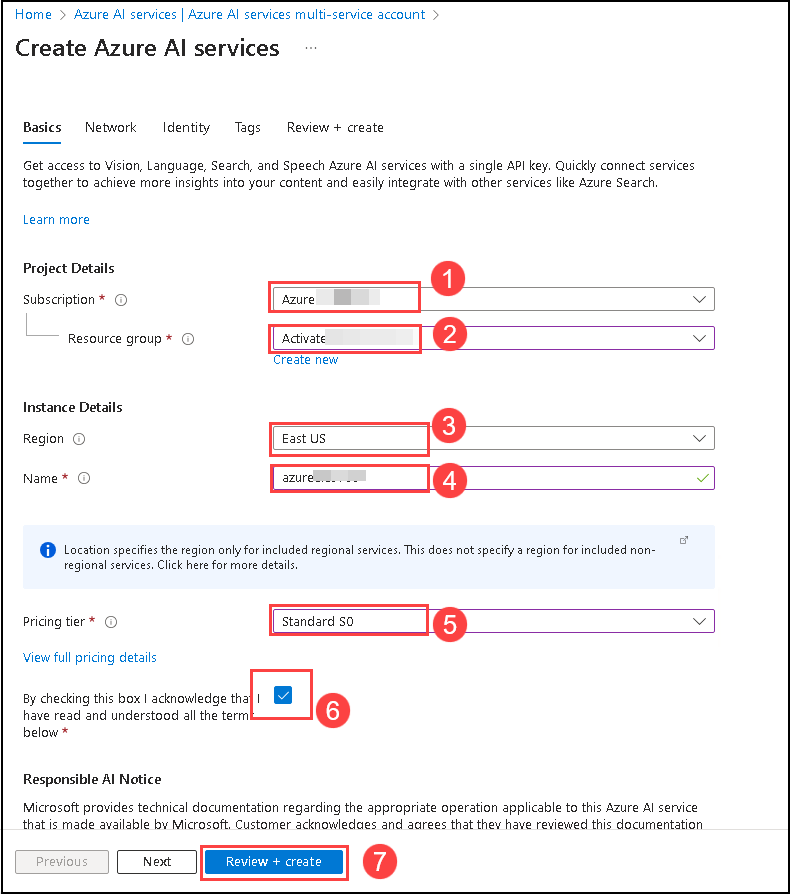 Home > Azure AI services | Azure AI services multi-service account >
Create Azure AI services ...
Basics Network Identity Tags Review + create
Get access to Vision, Language, Search, and Speech Azure AI services with a single API key. Quickly connect services
together to achieve more insights into your content and easily integrate with other services like Azure Search.
Learn more
Project Details
1
Subscription * Azure
2
Resource group * Activate
Create new
Instance Details
3
Region East US
Name * azure
4
Location specifies the region only for included regional services. This does not specify a region for included non-
regional services. Click here for more details.
Pricing tier * Standard S0
5
View full pricing details
By checking this box I acknowledge that I
have read and understood all the terms
below *
6
Responsible AI Notice
Microsoft provides technical documentation regarding the appropriate operation applicable to this Azure AI service
that is made available by Microsoft. Customer acknowledges and agrees that they have reviewed this documentation
Previous Next Review + create 7